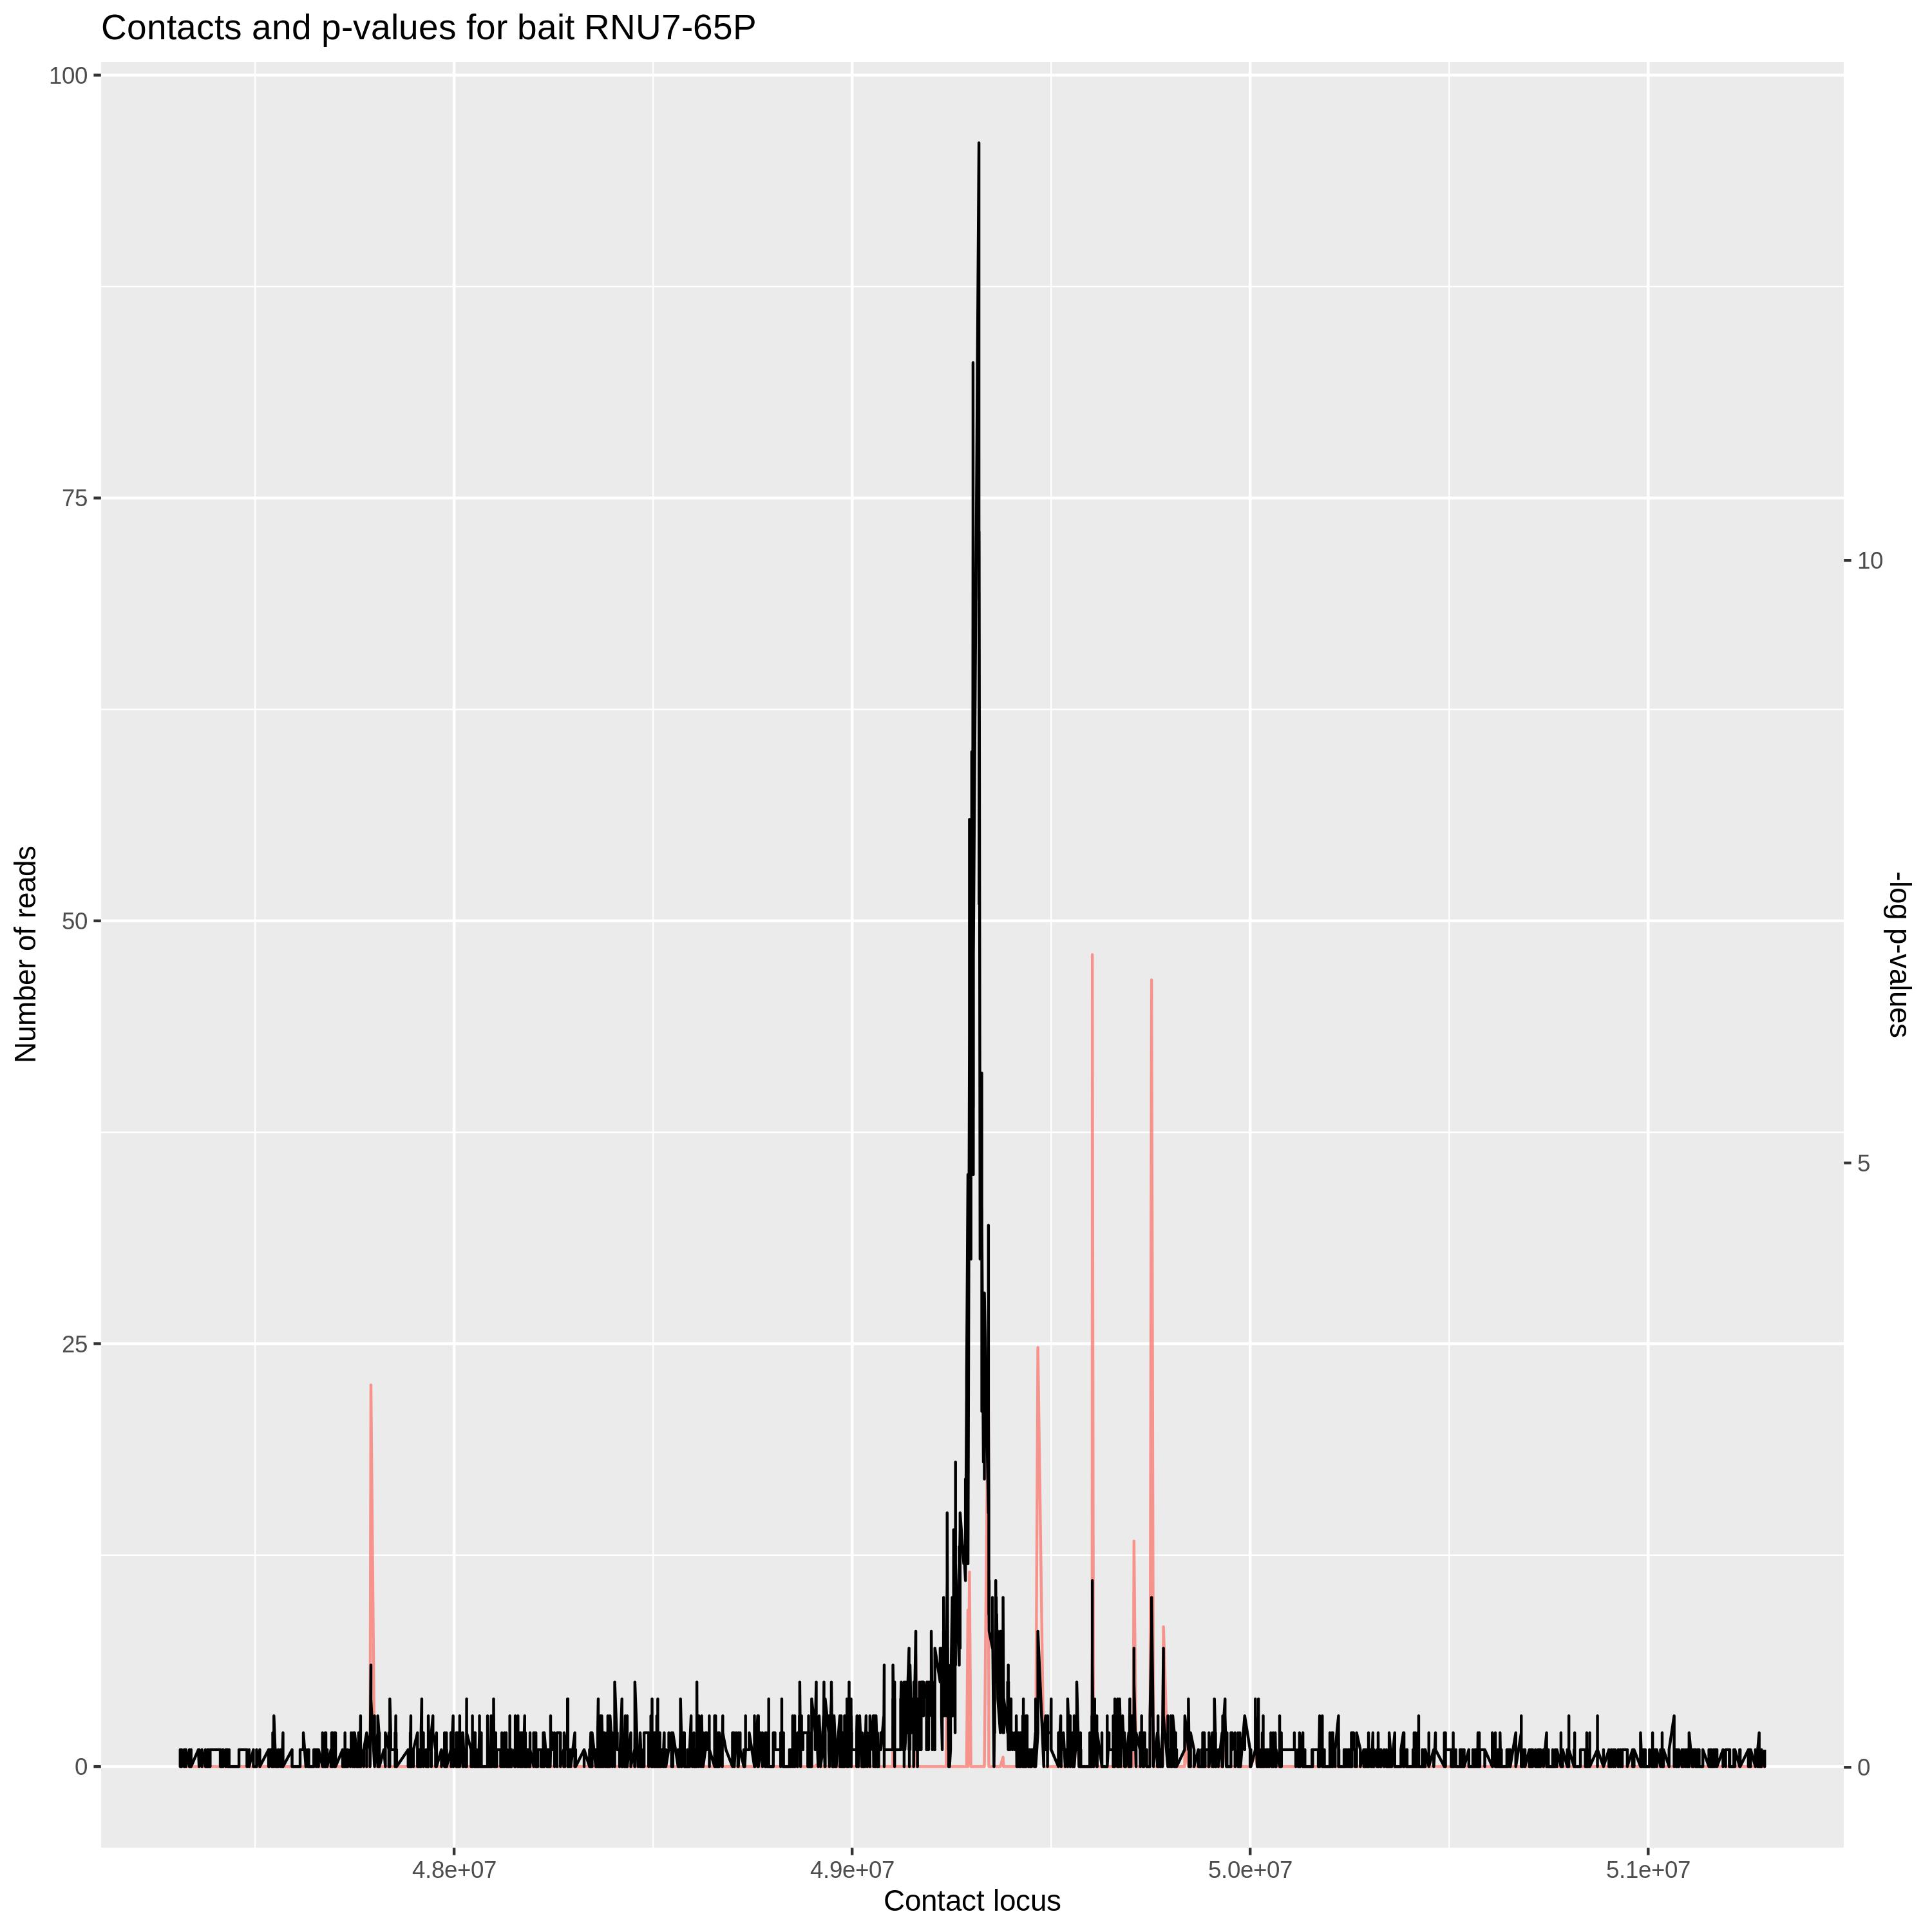 Contacts and p-values for bait RNU7-65P
100
75
50
25
0
10
5
0
Number of reads
-log p-values
4.8e+07
4.9e+07
5.0e+07
5.1e+07
Contact locus